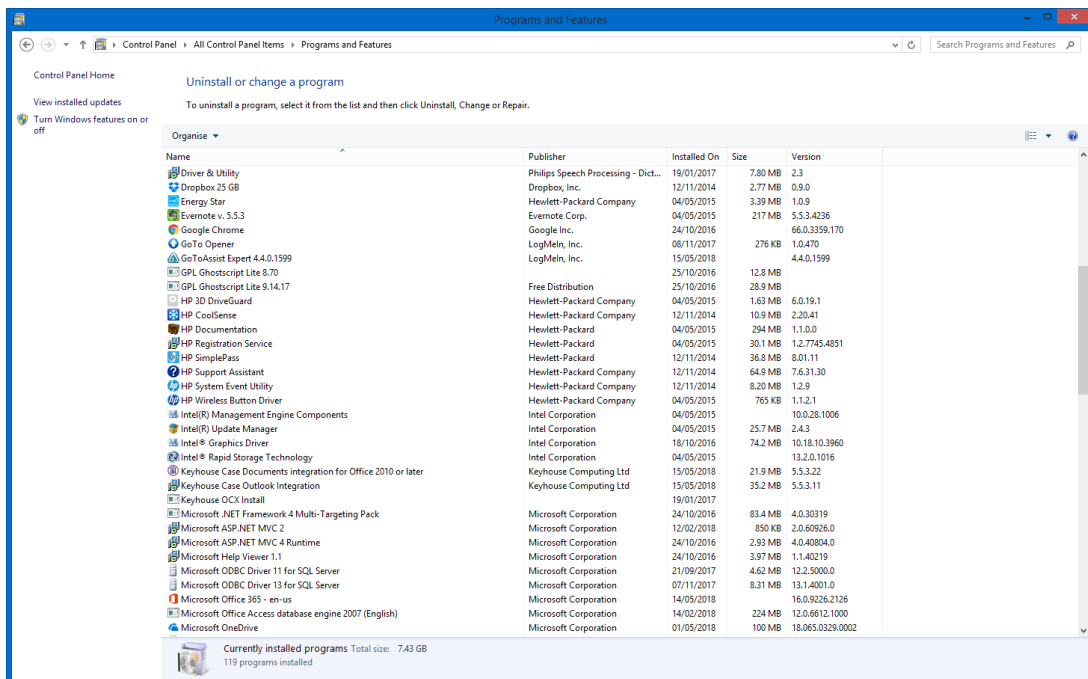 Programs and Features
Control Panel All Control Panel Items Programs and Features
Search Programs and Features
Control Panel Home
View installed updates
Turn Windows features on or
off
Uninstall or change a program
To uninstall a program, select it from the list and then click Uninstall, Change or Repair.
Organise
Name Publisher Installed On Size Version
Driver & Utility Philips Speech Processing - Dict... 19/01/2017 7.80 MB 2.3
Dropbox 25 GB Dropbox, Inc. 12/11/2014 2.77 MB 0.9.0
Energy Star Hewlett-Packard Company 04/05/2015 3.39 MB 1.0.9
Evernote v. 5.5.3 Evernote Corp. 04/05/2015 217 MB 5.5.3.4236
Google Chrome Google Inc. 24/10/2016 66.0.3359.170
GoTo Opener LogMeIn, Inc. 08/11/2017 276 KB 1.0.470
GoToAssist Expert 4.4.0.1599 LogMeIn, Inc. 15/05/2018 4.4.0.1599
GPL Ghostscript Lite 8.70 25/10/2016 12.8 MB
GPL Ghostscript Lite 9.14.17 Free Distribution 25/10/2016 28.9 MB
HP 3D DriveGuard Hewlett-Packard Company 04/05/2015 1.63 MB 6.0.19.1
HP CoolSense Hewlett-Packard Company 12/11/2014 10.9 MB 2.20.41
HP Documentation Hewlett-Packard 04/05/2015 294 MB 1.1.0.0
HP Registration Service Hewlett-Packard 04/05/2015 30.1 MB 1.2.7745.4851
HP SimplePass Hewlett-Packard 12/11/2014 36.8 MB 8.01.11
HP Support Assistant Hewlett-Packard Company 12/11/2014 64.9 MB 7.6.31.30
HP System Event Utility Hewlett-Packard Company 12/11/2014 8.20 MB 1.2.9
HP Wireless Button Driver Hewlett-Packard Company 04/05/2015 765 KB 1.1.2.1
Intel(R) Management Engine Components Intel Corporation 04/05/2015 10.0.28.1006
Intel(R) Update Manager Intel Corporation 04/05/2015 25.7 MB 2.4.3
Intel® Graphics Driver Intel Corporation 18/10/2016 74.2 MB 10.18.10.3960
Intel® Rapid Storage Technology Intel Corporation 04/05/2015 13.2.0.1016
Keyhouse Case Documents integration for Office 2010 or later Keyhouse Computing Ltd 15/05/2018 21.9 MB 5.5.3.22
Keyhouse Case Outlook Integration Keyhouse Computing Ltd 15/05/2018 35.2 MB 5.5.3.11
Keyhouse OCX Install 19/01/2017
Microsoft .NET Framework 4 Multi-Targeting Pack Microsoft Corporation 24/10/2016 83.4 MB 4.0.30319
Microsoft ASP.NET MVC 2 Microsoft Corporation 12/02/2018 850 KB 2.0.60926.0
Microsoft ASP.NET MVC 4 Runtime Microsoft Corporation 24/10/2016 2.93 MB 4.0.40804.0
Microsoft Help Viewer 1.1 Microsoft Corporation 24/10/2016 3.97 MB 1.1.40219
Microsoft ODBC Driver 11 for SQL Server Microsoft Corporation 21/09/2017 4.62 MB 12.2.5000.0
Microsoft ODBC Driver 13 for SQL Server Microsoft Corporation 07/11/2017 8.31 MB 13.1.4001.0
Microsoft Office 365 - en-us Microsoft Corporation 14/05/2018 16.0.9226.2126
Microsoft Office Access database engine 2007 (English) Microsoft Corporation 14/02/2018 224 MB 12.0.6612.1000
Microsoft OneDrive Microsoft Corporation 01/05/2018 100 MB 18.065.0329.0002
Currently installed programs Total size: 7.43 GB
119 programs installed